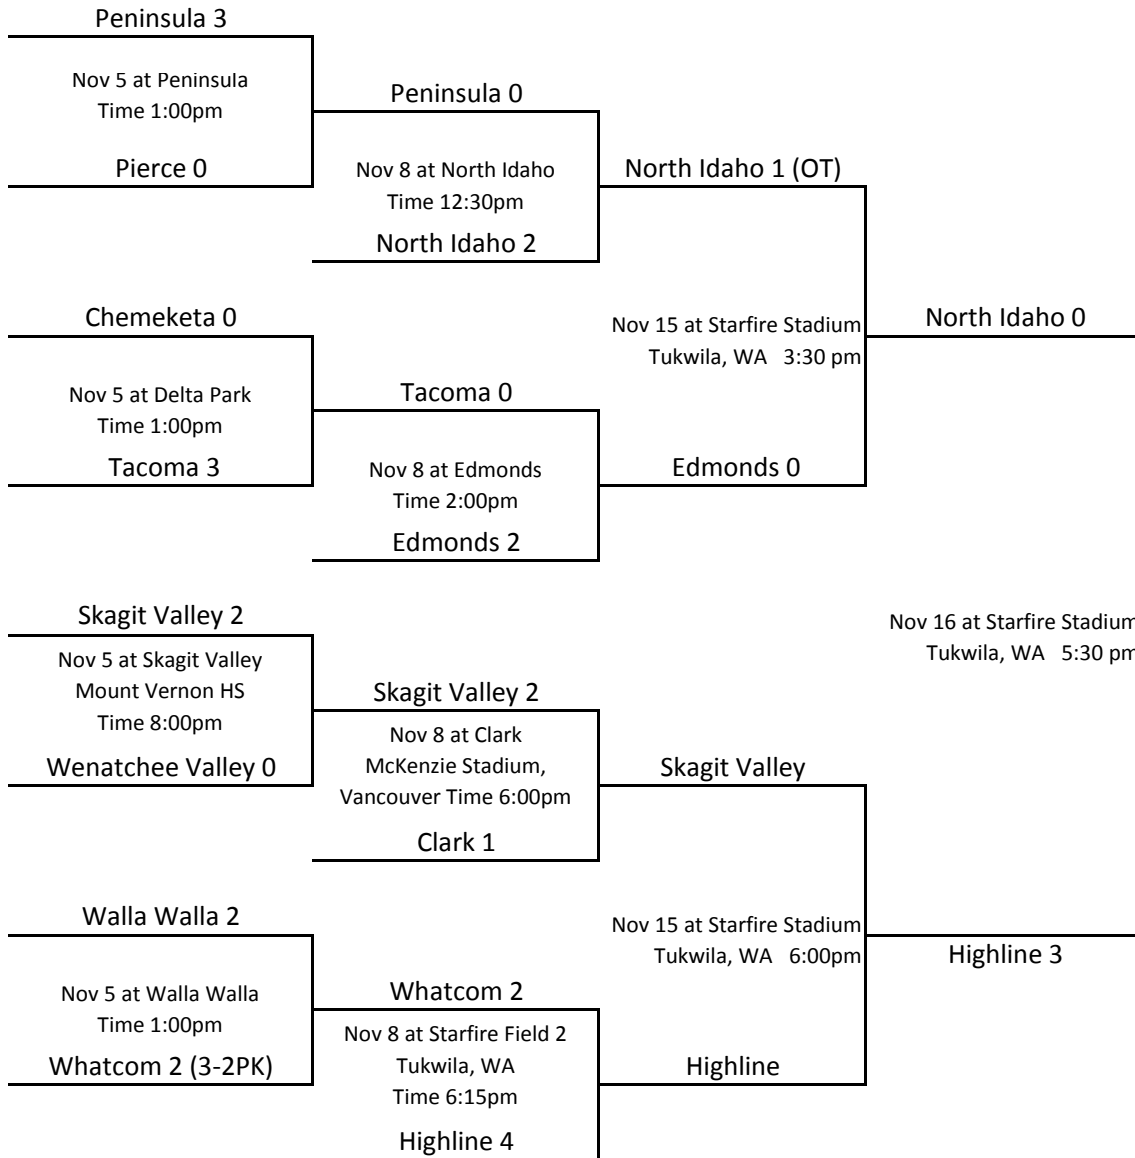 Peninsula 3
Nov 5 at Peninsula
Time 1:00pm
Pierce 0
Peninsula 0
Nov 8 at North Idaho
Time 12:30pm
North Idaho 2
North Idaho 1 (OT)
Chemeketa 0
Nov 5 at Delta Park
Time 1:00pm
Tacoma 3
Tacoma 0
Nov 8 at Edmonds
Time 2:00pm
Edmonds 2
Edmonds 0
Nov 15 at Starfire Stadium
Tukwila, WA 3:30 pm
North Idaho 0
Skagit Valley 2
Nov 5 at Skagit Valley
Mount Vernon HS
Time 8:00pm
Wenatchee Valley 0
Skagit Valley 2
Nov 8 at Clark
McKenzie Stadium,
Vancouver Time 6:00pm
Clark 1
Skagit Valley
Nov 16 at Starfire Stadium
Tukwila, WA 5:30 pm
Walla Walla 2
Nov 5 at Walla Walla
Time 1:00pm
Whatcom 2 (3-2PK)
Whatcom 2
Nov 8 at Starfire Field 2
Tukwila, WA
Time 6:15pm
Highline 4
Highline
Nov 15 at Starfire Stadium
Tukwila, WA 6:00pm
Highline 3